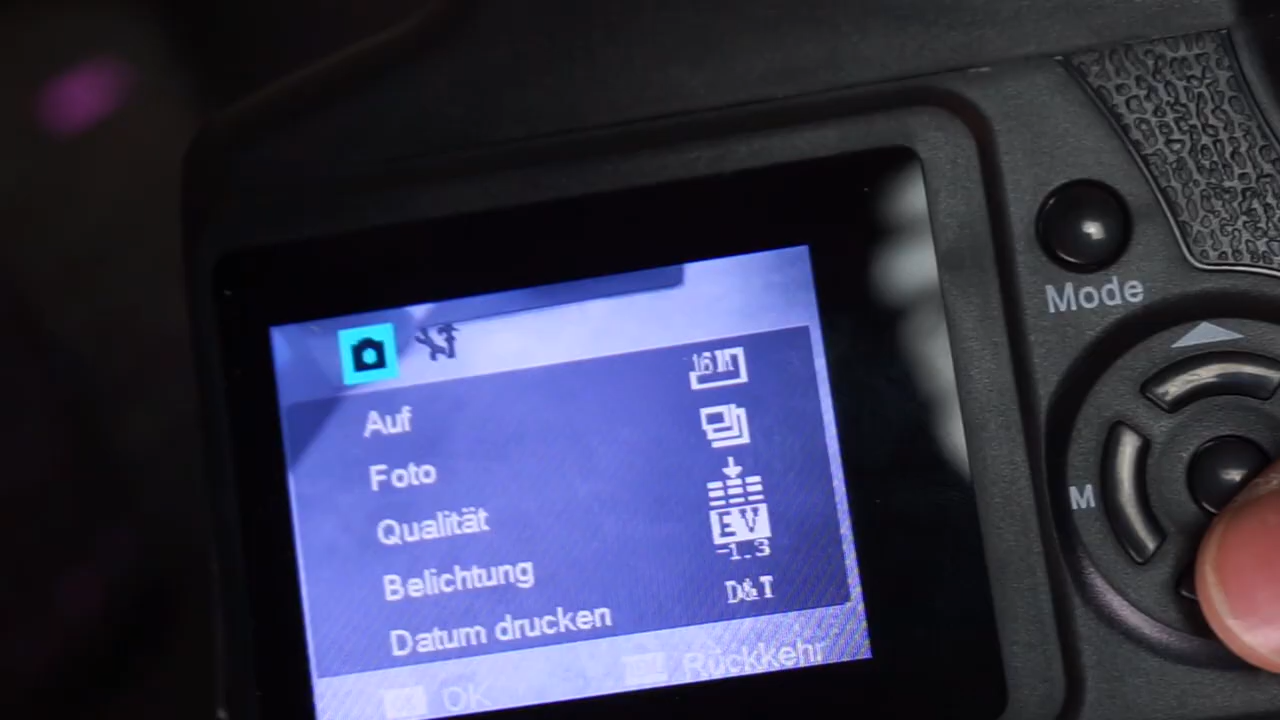 Mode
16M
Auf
Foto
Qualität
EV
Belichtung -1.3
Datum drucken D&T
OK Rückkehr
M